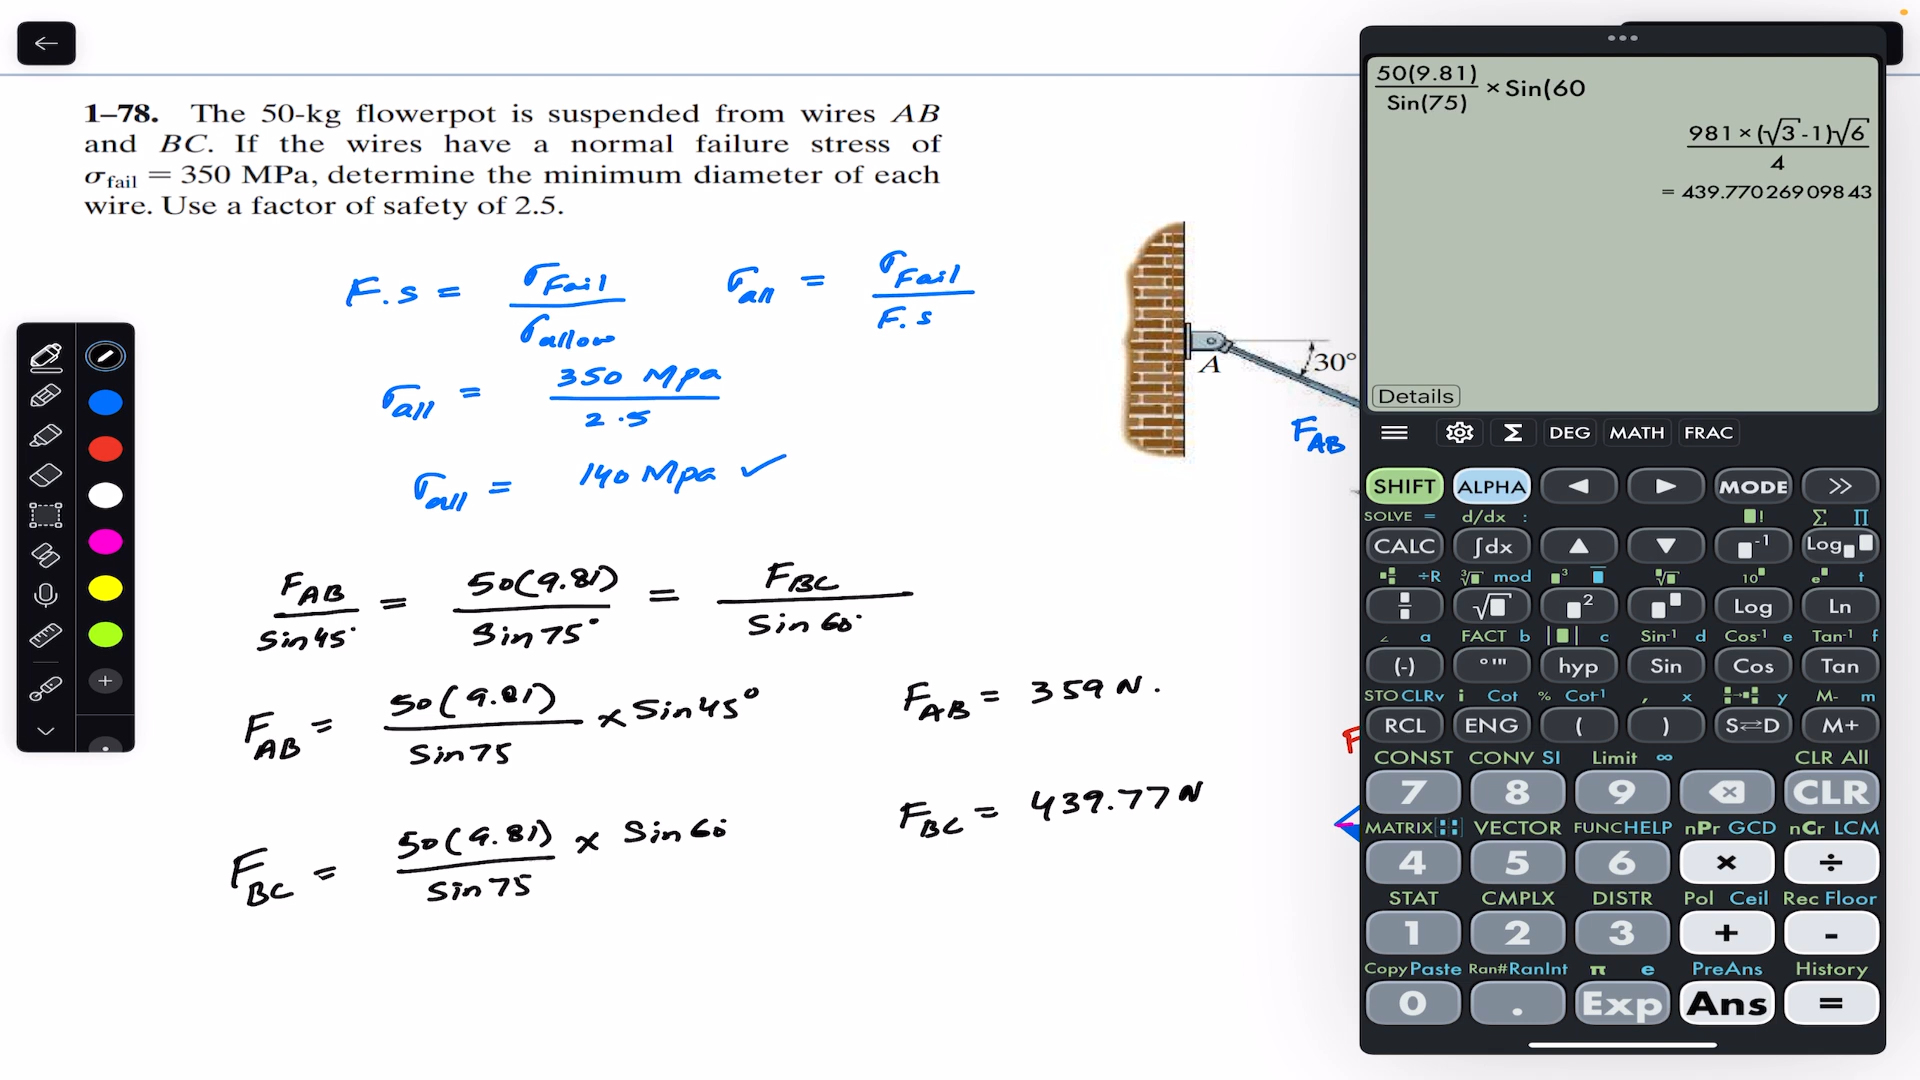 1–78. The 50-kg flowerpot is suspended from wires AB
and BC. If the wires have a normal failure stress of
σfail = 350 MPa, determine the minimum diameter of each
wire. Use a factor of safety of 2.5.
F.S = σFail / σallow
σall = σFail / F.S
σall = 350 Mpa / 2.5
σall = 140 Mpa ✓
FAB / Sin45° = 50(9.81) / Sin75° = FBC / Sin60°
FAB = 50(9.81) / Sin75 × Sin45°
FAB = 359 N.
FBC = 50(9.81) / Sin75 × Sin60
FBC = 439.77 N
A
30°
FAB
F
50(9.81) / Sin(75) × Sin(60
981×(√3-1)√6 / 4
= 439.77026909843
Details
DEG MATH FRAC
SHIFT ALPHA ◀ ▶ MODE >>
SOLVE = d/dx : ■! Σ Π
CALC ∫dx ▲ ▼ ■-1 Log■■
÷R mod 10■ e■ t
√■ ■2 ■■ Log Ln
∠ a FACT b |■| c Sin-1 d Cos-1 e Tan-1 f
(-) °'" hyp Sin Cos Tan
STO CLRv i Cot % Cot-1 , x y M- m
RCL ENG ( ) S⇄D M+
CONST CONV SI Limit ∞ CLR All
7 8 9 CLR
MATRIX VECTOR FUNC HELP nPr GCD nCr LCM
4 5 6 × ÷
STAT CMPLX DISTR Pol Ceil Rec Floor
1 2 3 + -
Copy Paste Ran# RanInt π e PreAns History
0 . Exp Ans =